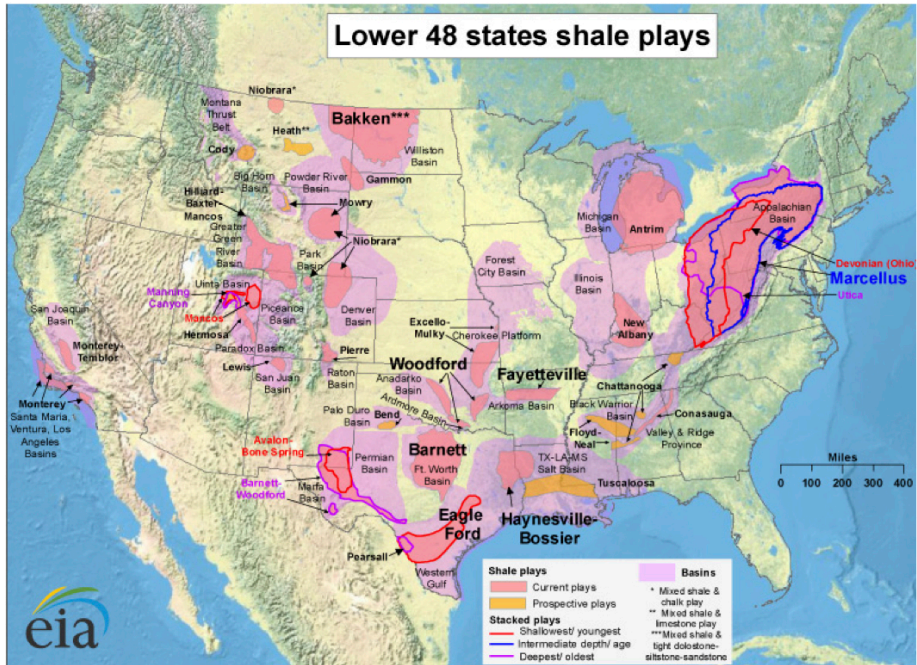 Lower 48 states shale plays
Niobrara*
Montana
Thrust
Belt
Heath**
Bakken***
Cody
Williston
Basin
Big Horn
Basin
Powder River
Basin
Gammon
Hilliard-
Baxter-
Mancos
Mowry
Greater
Green
River
Basin
Park
Basin
Niobrara*
Uinta Basin
Manning
Canyon
Mancos
Piceance
Basin
Denver
Basin
Hermosa
Paradox Basin
Lewis
San Juan
Basin
Pierre
Raton
Basin
San Joaquin
Basin
Monterey-
Temblor
Monterey
Santa Maria,
Ventura, Los
Angeles
Basins
Forest
City Basin
Excello-
Mulky
Cherokee Platform
Woodford
Anadarko
Basin
Ardmore Basin
Fayetteville
Arkoma Basin
Palo Duro
Basin
Bend
Avalon-
Bone Spring
Permian
Basin
Barnett-
Woodford
Marfa
Basin
Barnett
Ft. Worth
Basin
Eagle
Ford
Pearsall
Western
Gulf
TX-LA-MS
Salt Basin
Haynesville-
Bossier
Tuscaloosa
Michigan
Basin
Antrim
Illinois
Basin
New
Albany
Appalachian
Basin
Devonian (Ohio)
Marcellus
Utica
Chattanooga
Black Warrior
Basin
Conasauga
Floyd-
Neal
Valley & Ridge
Province
Miles
0 100 200 300 400
Shale plays
Current plays
Prospective plays
Stacked plays
Shallowest/ youngest
Intermediate depth/ age
Deepest/ oldest
Basins
* Mixed shale &
chalk play
** Mixed shale &
limestone play
***Mixed shale &
tight dolostone-
siltstone-sandstone
eia